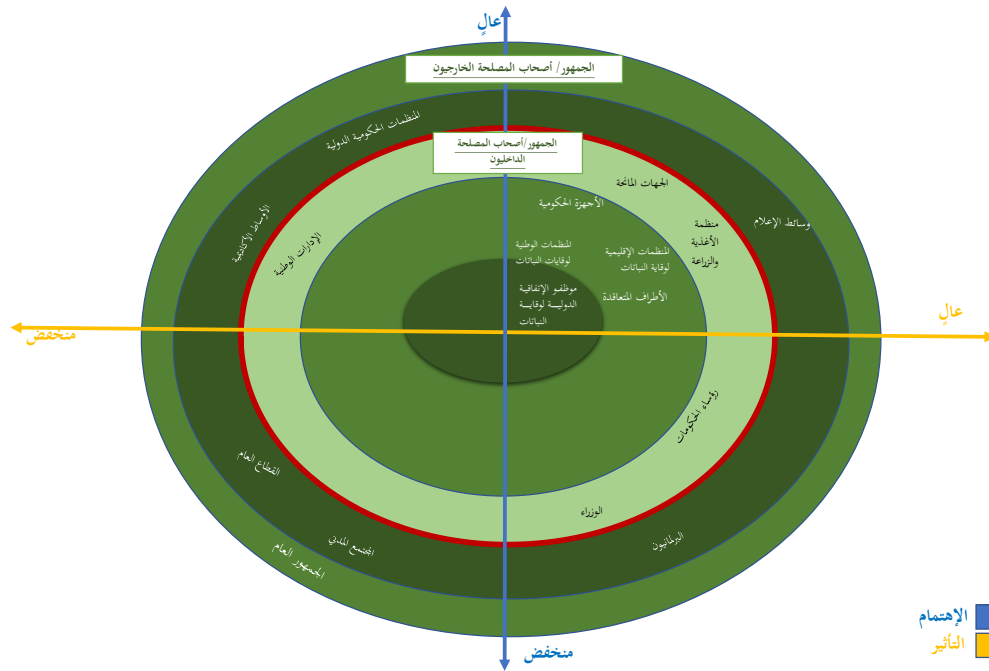 عالٍ
الجمهور/ أصحاب المصلحة الخارجيون
المنظمات الحكومية الدولية
الجمهور/أصحاب المصلحة
الداخليون
الجهات المانحة
الأجهزة الحكومية
وسائط الإعلام
منظمة
الأغذية
والزراعة
الأوساط الأكاديمية
الإدارات الوطنية
المنظمات الوطنية
لوقايات النباتات
المنظمات الإقليمية
لوقاية النباتات
موظفو الإتفاقية
الدولية لوقاية
النباتات
الأطراف المتعاقدة
عالٍ
منخفض
رؤساء الحكومات
القطاع العام
الوزراء
المجتمع المدني
البرلمانيون
الجمهور العام
منخفض
الإهتمام
التأثير